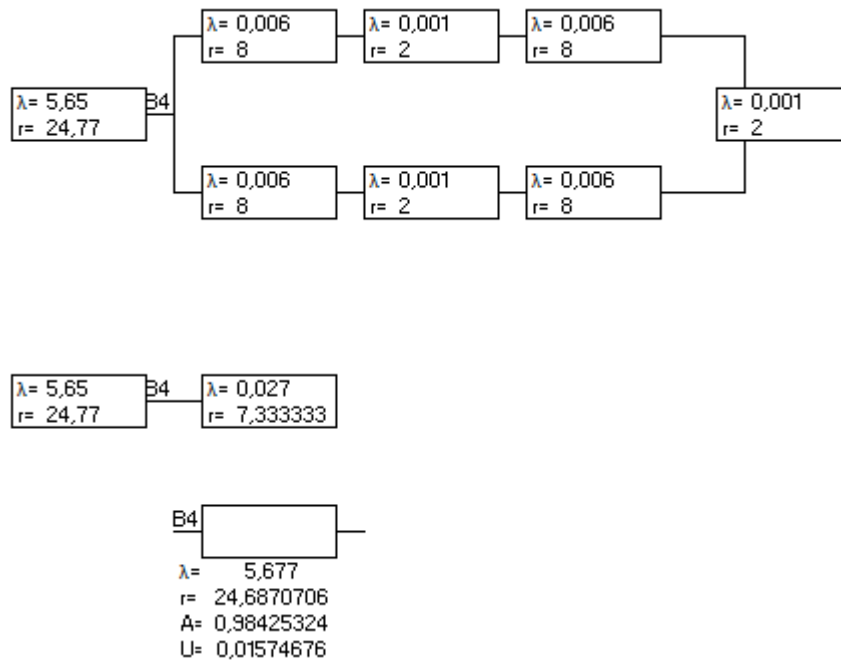 λ= 0,006
r= 8
λ= 0,001
r= 2
λ= 0,006
r= 8
λ= 5,65
r= 24,77
B4
λ= 0,001
r= 2
λ= 0,006
r= 8
λ= 0,001
r= 2
λ= 0,006
r= 8
λ= 5,65
r= 24,77
B4
λ= 0,027
r= 7,333333
B4
λ= 5,677
r= 24,6870706
A= 0,98425324
U= 0,01574676